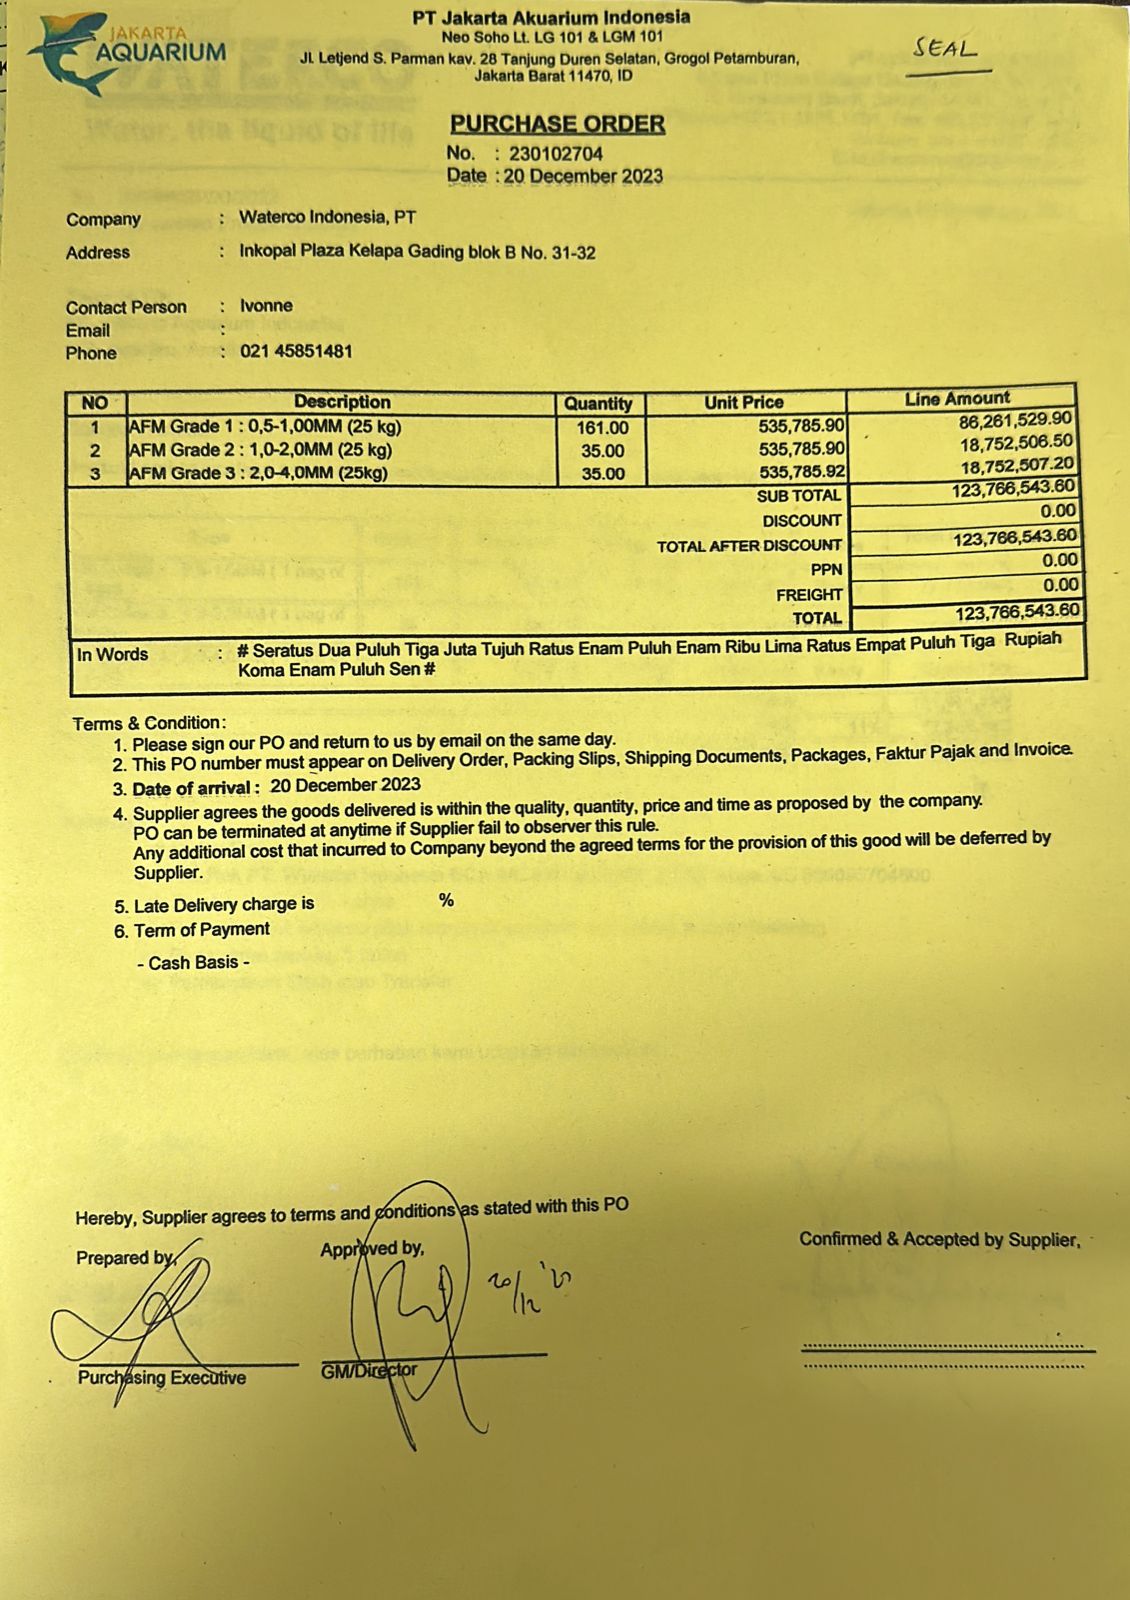 JAKARTA
AQUARIUM
PT Jakarta Akuarium Indonesia
Neo Soho Lt. LG 101 & LGM 101
Jl. Letjend S. Parman kav. 28 Tanjung Duren Selatan, Grogol Petamburan,
Jakarta Barat 11470, ID
SEAL
PURCHASE ORDER
No. : 230102704
Date : 20 December 2023
Company : Waterco Indonesia, PT
Address : Inkopal Plaza Kelapa Gading blok B No. 31-32
Contact Person : Ivonne
Email :
Phone : 021 45851481
NO Description Quantity Unit Price Line Amount
1 AFM Grade 1 : 0,5-1,00MM (25 kg) 161.00 535,785.90 86,261,529.90
2 AFM Grade 2 : 1,0-2,0MM (25 kg) 35.00 535,785.90 18,752,506.50
3 AFM Grade 3 : 2,0-4,0MM (25kg) 35.00 535,785.92 18,752,507.20
SUB TOTAL 123,766,543.60
DISCOUNT 0.00
TOTAL AFTER DISCOUNT 123,766,543.60
PPN 0.00
FREIGHT 0.00
TOTAL 123,766,543.60
In Words : # Seratus Dua Puluh Tiga Juta Tujuh Ratus Enam Puluh Enam Ribu Lima Ratus Empat Puluh Tiga Rupiah
Koma Enam Puluh Sen #
Terms & Condition:
1. Please sign our PO and return to us by email on the same day.
2. This PO number must appear on Delivery Order, Packing Slips, Shipping Documents, Packages, Faktur Pajak and Invoice.
3. Date of arrival : 20 December 2023
4. Supplier agrees the goods delivered is within the quality, quantity, price and time as proposed by the company.
PO can be terminated at anytime if Supplier fail to observer this rule.
Any additional cost that incurred to Company beyond the agreed terms for the provision of this good will be deferred by
Supplier.
5. Late Delivery charge is %
6. Term of Payment
- Cash Basis -
Hereby, Supplier agrees to terms and conditions as stated with this PO
Prepared by, Approved by, Confirmed & Accepted by Supplier,
20/12
Purchasing Executive GM/Director